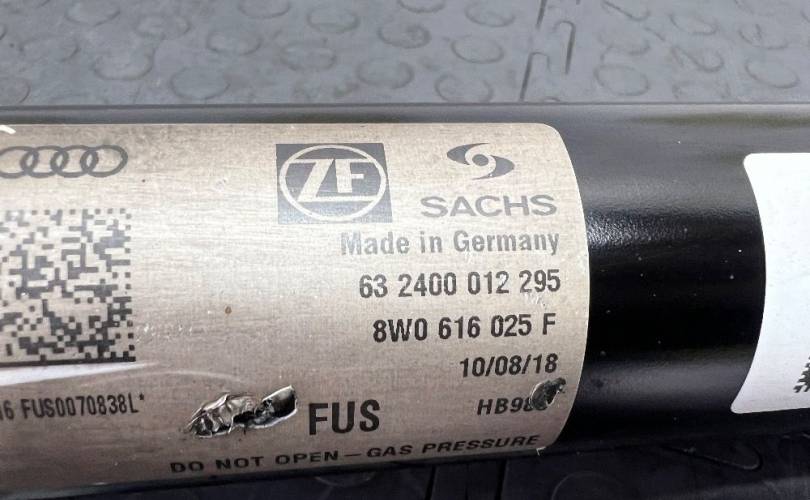 ZF
SACHS
Made in Germany
63 2400 012 295
8W0 616 025 F
10/08/18
FUS0070838L*
FUS
DO NOT OPEN – GAS PRESSURE